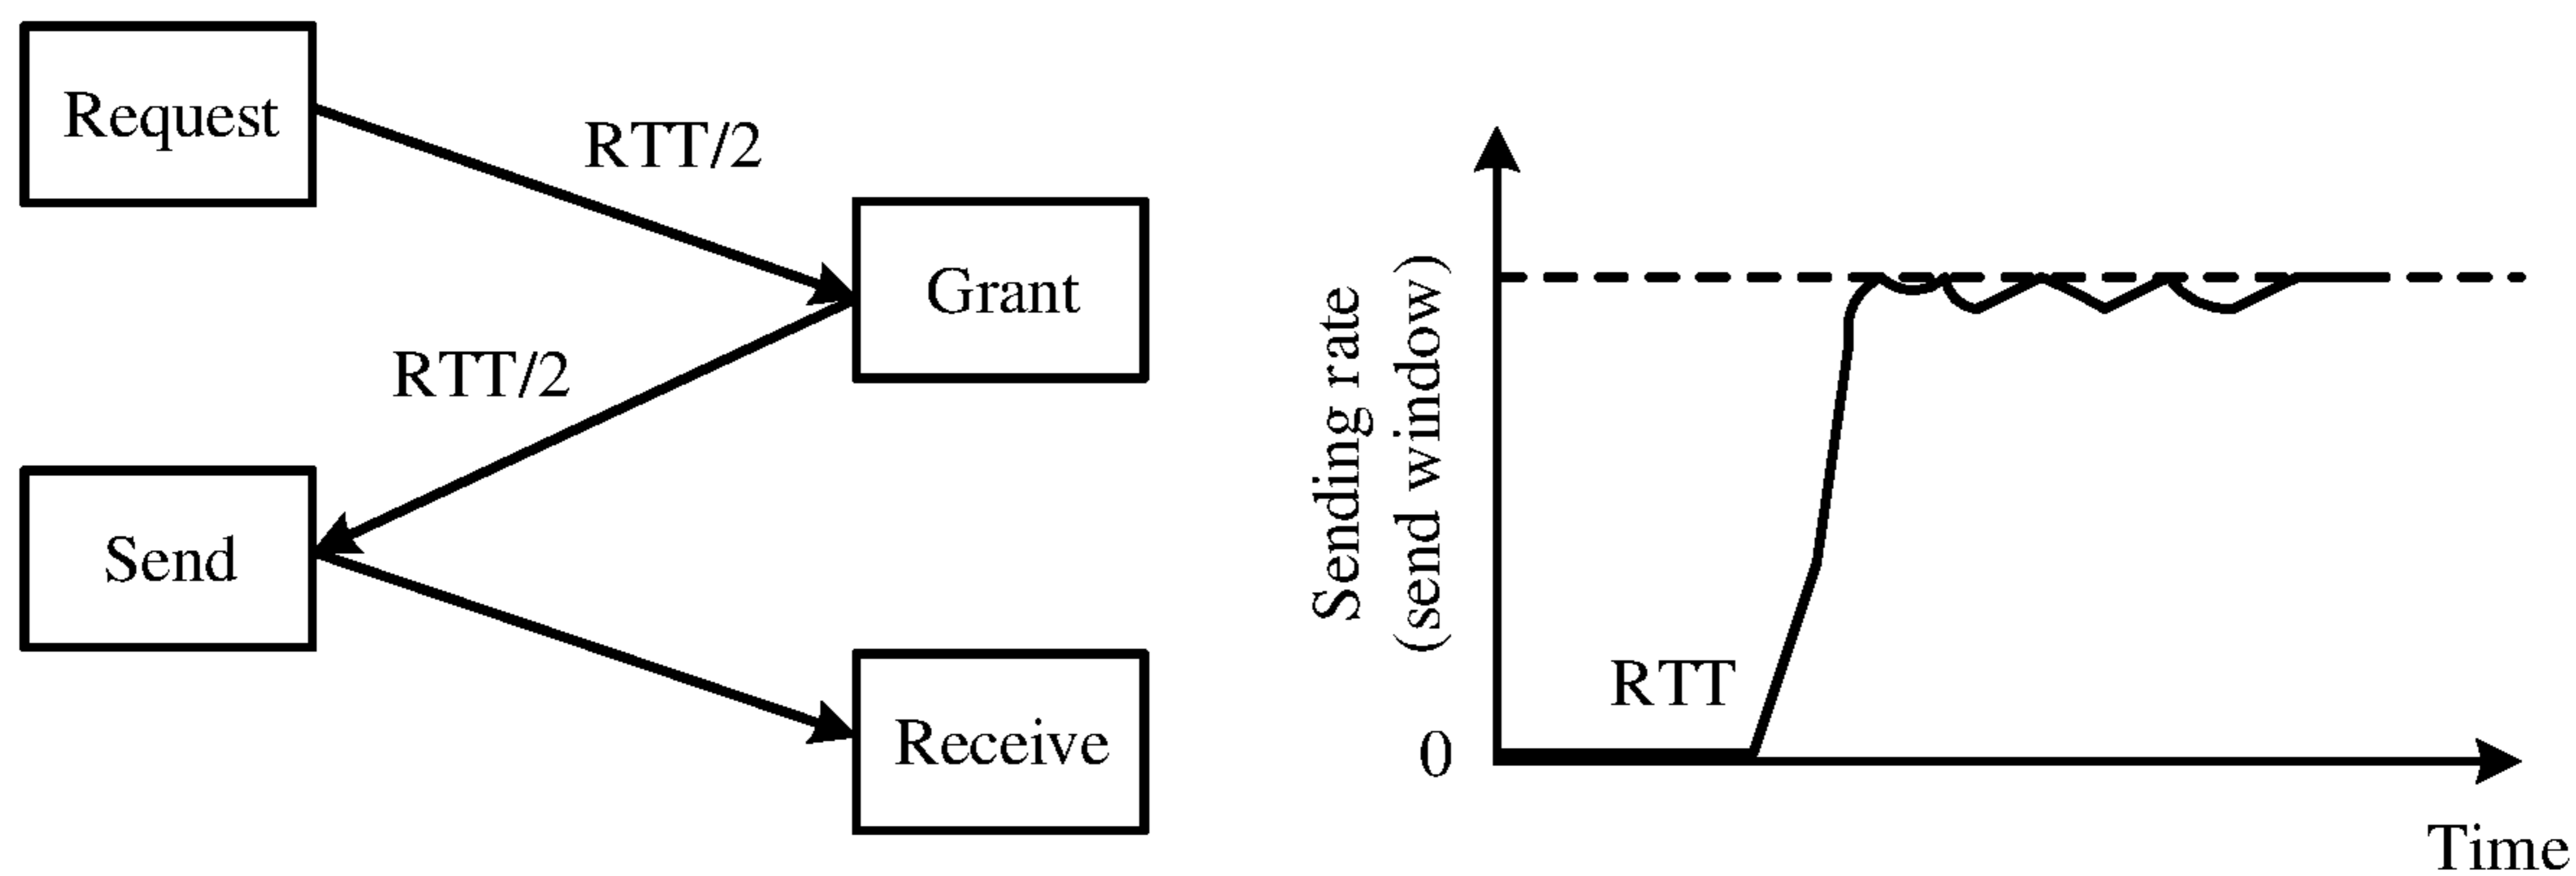 Request
RTT/2
Grant
RTT/2
Send
Receive
Sending rate
(send window)
RTT
0
Time